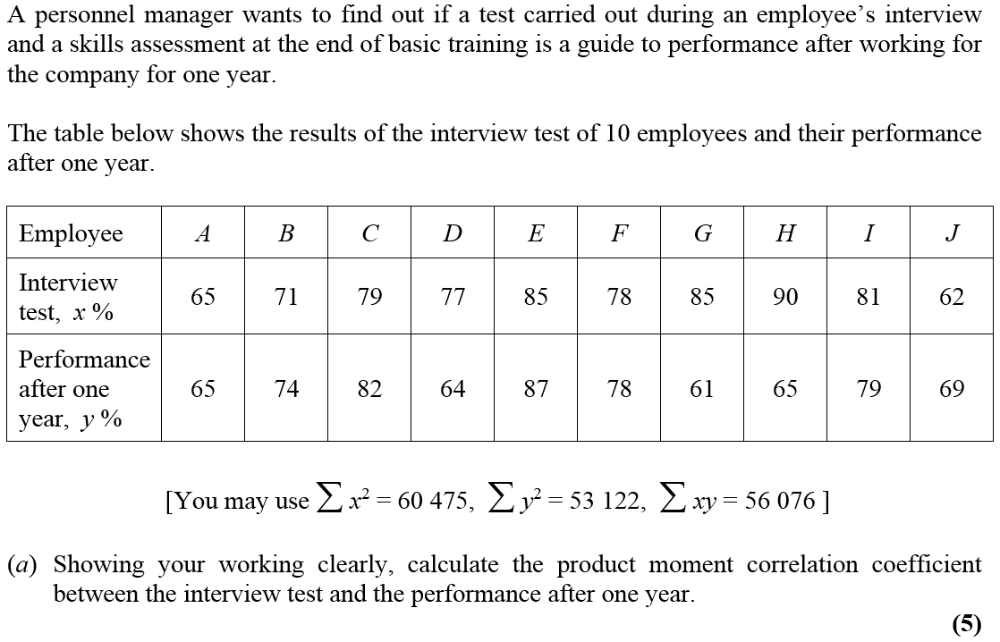 A personnel manager wants to find out if a test carried out during an employee’s interview
and a skills assessment at the end of basic training is a guide to performance after working for
the company for one year.
The table below shows the results of the interview test of 10 employees and their performance
after one year.
Employee A B C D E F G H I J
Interview
test, x % 65 71 79 77 85 78 85 90 81 62
Performance
after one 65 74 82 64 87 78 61 65 79 69
year, y %
[You may use ∑ x² = 60 475, ∑ y² = 53 122, ∑ xy = 56 076 ]
(a) Showing your working clearly, calculate the product moment correlation coefficient
between the interview test and the performance after one year.
(5)